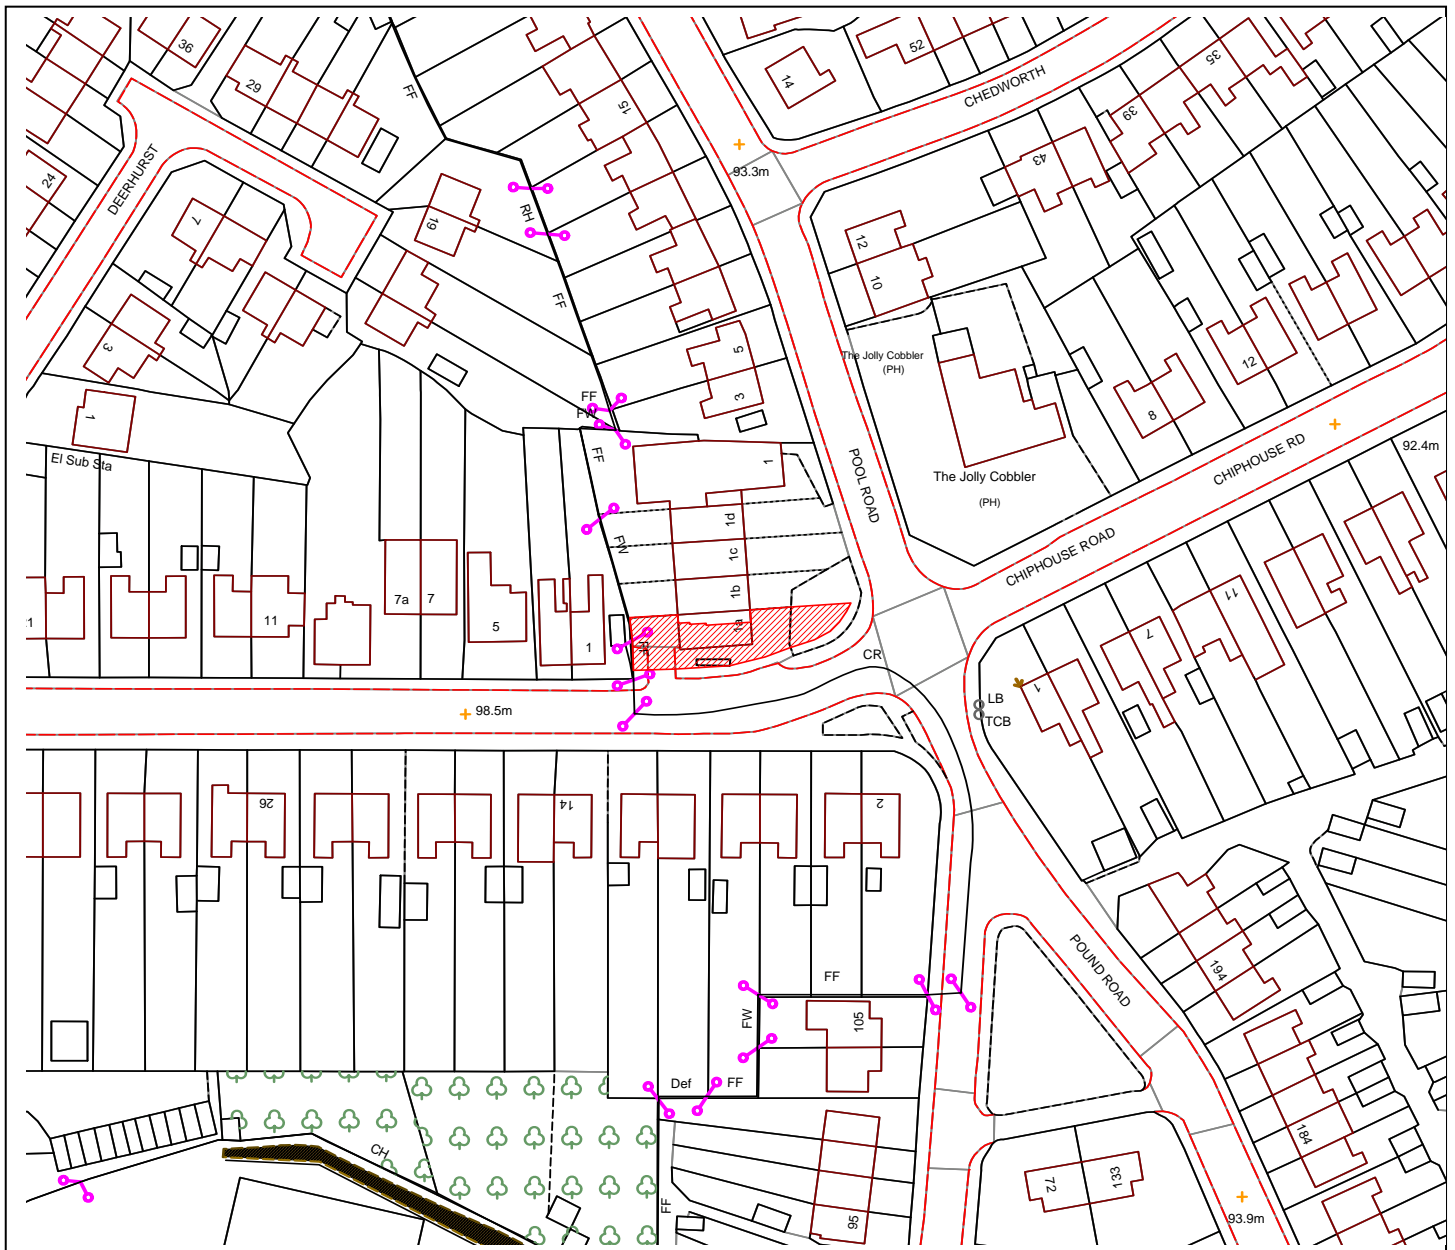 36
52
35
29
14
CHEDWORTH
FF
15
39
93.3m
43
DEERHURST
24
RH
7
19
12
10
FF
The Jolly Cobbler
(PH)
5
3
3
12
8
FF
FW
1
FF
1
POOL ROAD
CHIPHOUSE RD
92.4m
El Sub Sta
The Jolly Cobbler
(PH)
1d
FW
1c
CHIPHOUSE ROAD
1b
7a
7
11
11
5
1a
7
21
1
FF
CR
1
LB
TCB
98.5m
26
14
2
194
POUND ROAD
FF
FW
105
Def
FF
184
CH
72
133
FF
95
93.9m